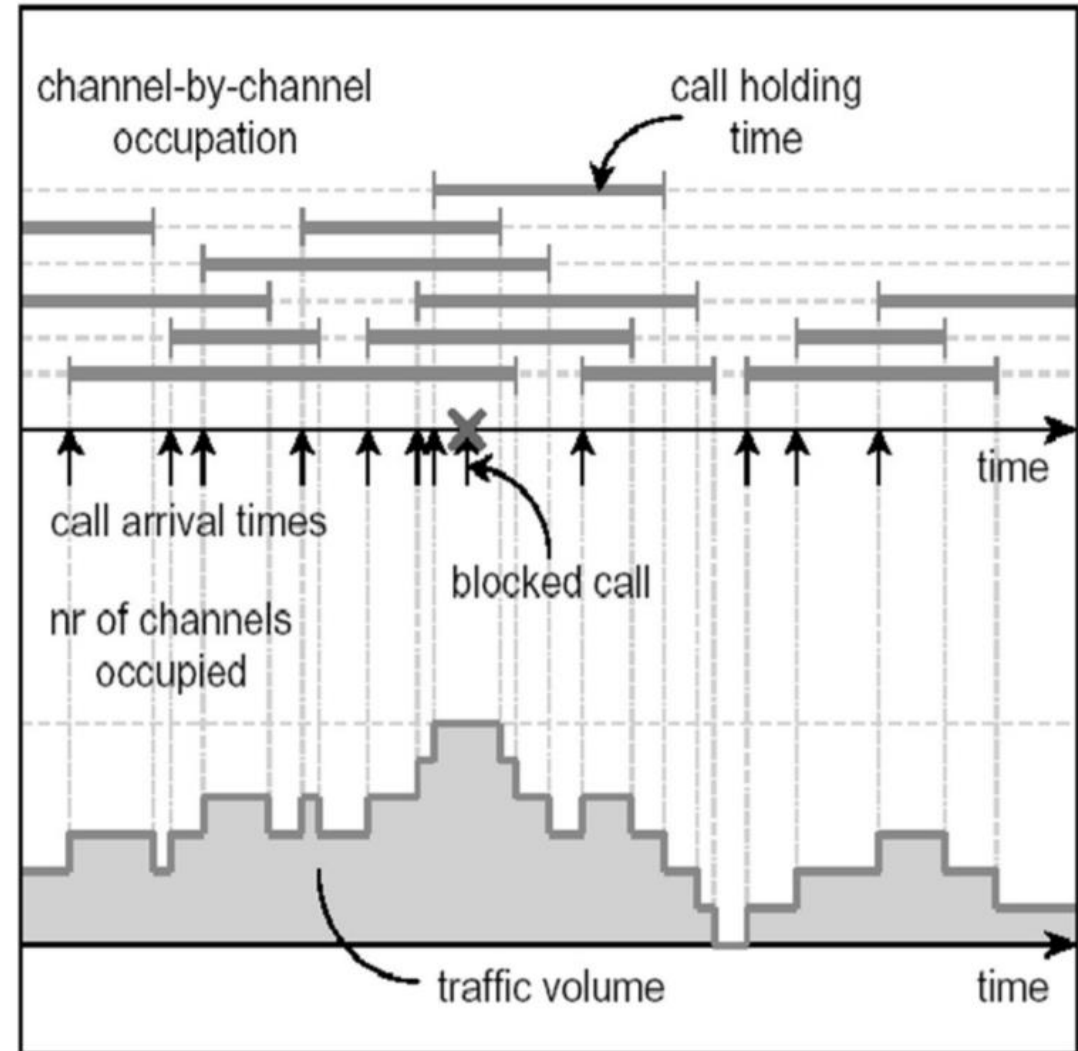 channel-by-channel
occupation
call holding
time
time
call arrival times
blocked call
nr of channels
occupied
traffic volume
time